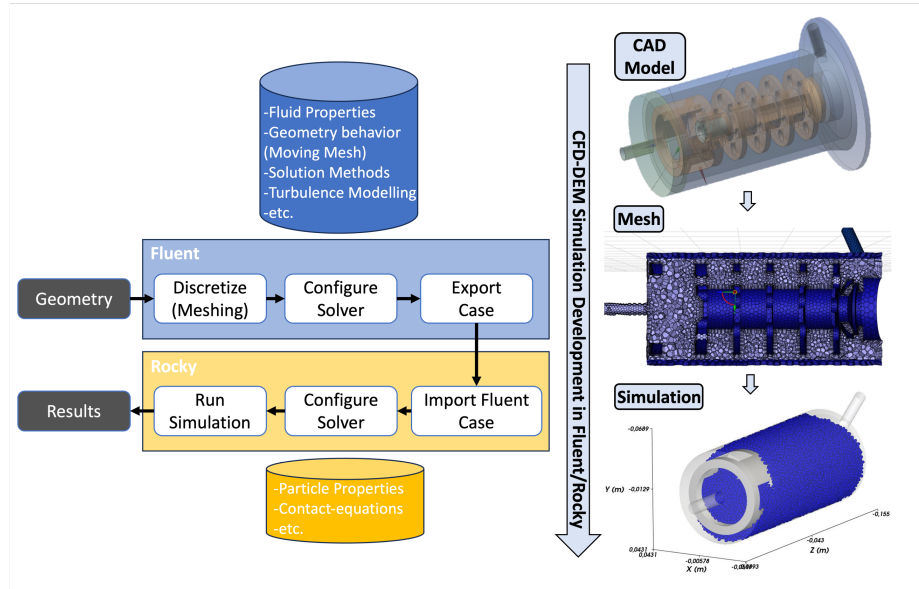 -Fluid Properties
-Geometry behavior
(Moving Mesh)
-Solution Methods
-Turbulence Modelling
-etc.
Fluent
Geometry
Discretize
(Meshing)
Configure
Solver
Export
Case
Rocky
Results
Run
Simulation
Configure
Solver
Import Fluent
Case
-Particle Properties
-Contact-equations
-etc.
CFD-DEM Simulation Development in Fluent/Rocky
CAD
Model
Mesh
Simulation
-0,0689
Y (m)
-0,0129
0,0431
0,0431
-0,00578
X (m)
-0,155
-0,043
Z (m)